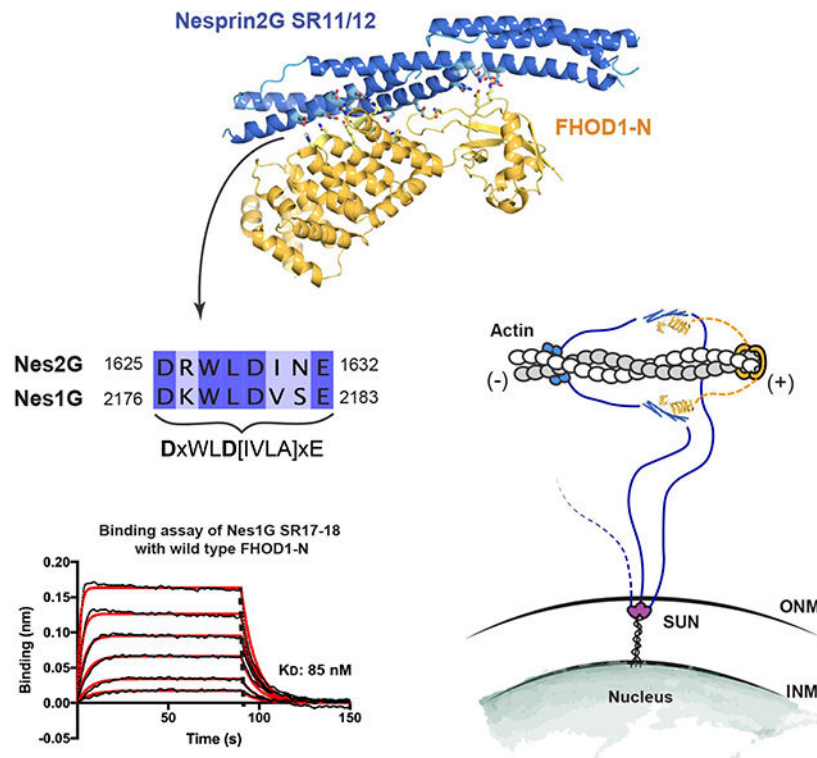 Nesprin2G SR11/12
FHOD1-N
Nes2G 1625 DRWLDINE 1632
Nes1G 2176 DKWLDVSE 2183
DxWLD[IVLA]xE
Binding assay of Nes1G SR17-18
with wild type FHOD1-N
Binding (nm)
0.20
0.15
0.10
0.05
0.00
-0.05
50
100
150
Time (s)
KD: 85 nM
Actin
(-)
(+)
SUN
ONM
INM
Nucleus